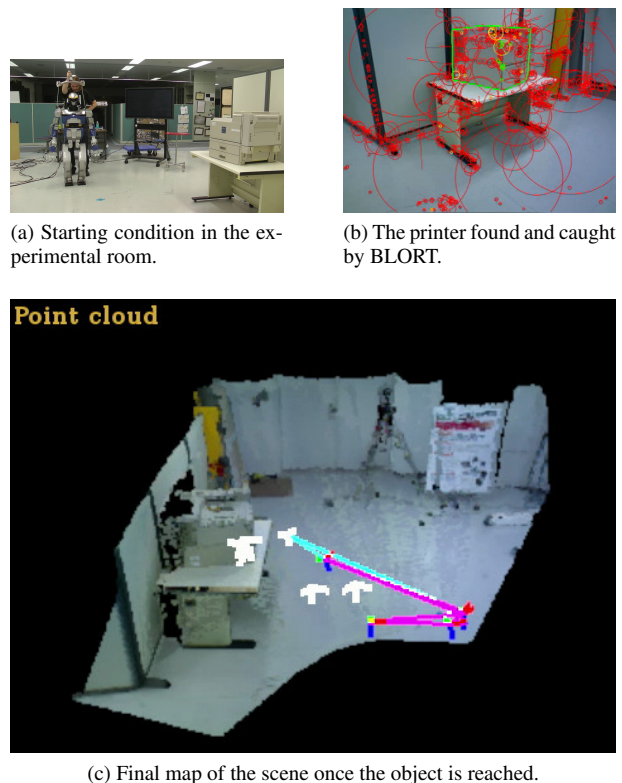 (a) Starting condition in the ex-
perimental room.
(b) The printer found and caught
by BLORT.
Point cloud
(c) Final map of the scene once the object is reached.